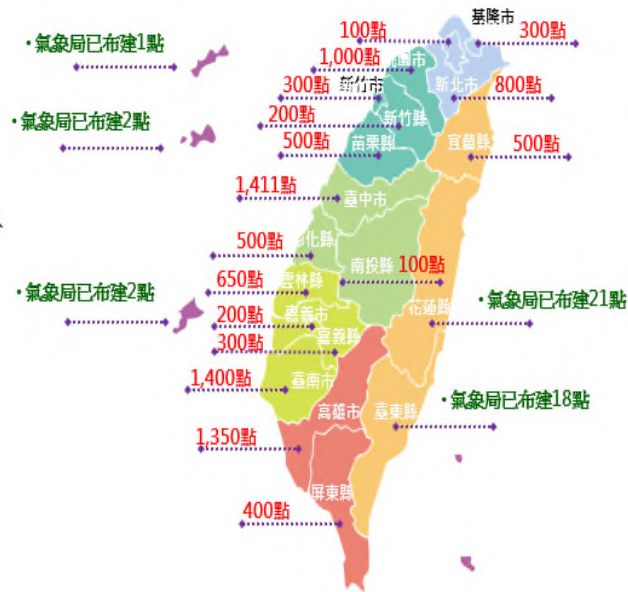 基隆市
100點
300點
•氣象局已布建1點
1,000點
園市
新竹市
300點
新北市
800點
•氣象局已布建2點
200點
新竹縣
苗栗縣
500點
宜蘭縣
500點
1,411點
臺中市
500點
彰化縣
南投縣
100點
650點
雲林縣
•氣象局已布建2點
•氣象局已布建21點
花蓮縣
200點
嘉義市
300點
嘉義縣
1,400點
臺南市
•氣象局已布建18點
高雄市
臺東縣
1,350點
屏東縣
400點